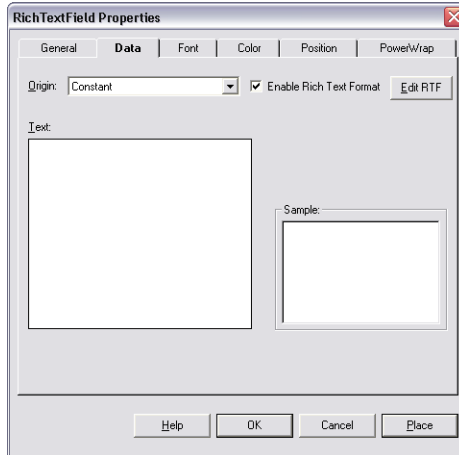 RichTextField Properties
General Data Font Color Position PowerWrap
Origin: Constant Enable Rich Text Format Edit RTF
Text:
Sample:
Help OK Cancel Place